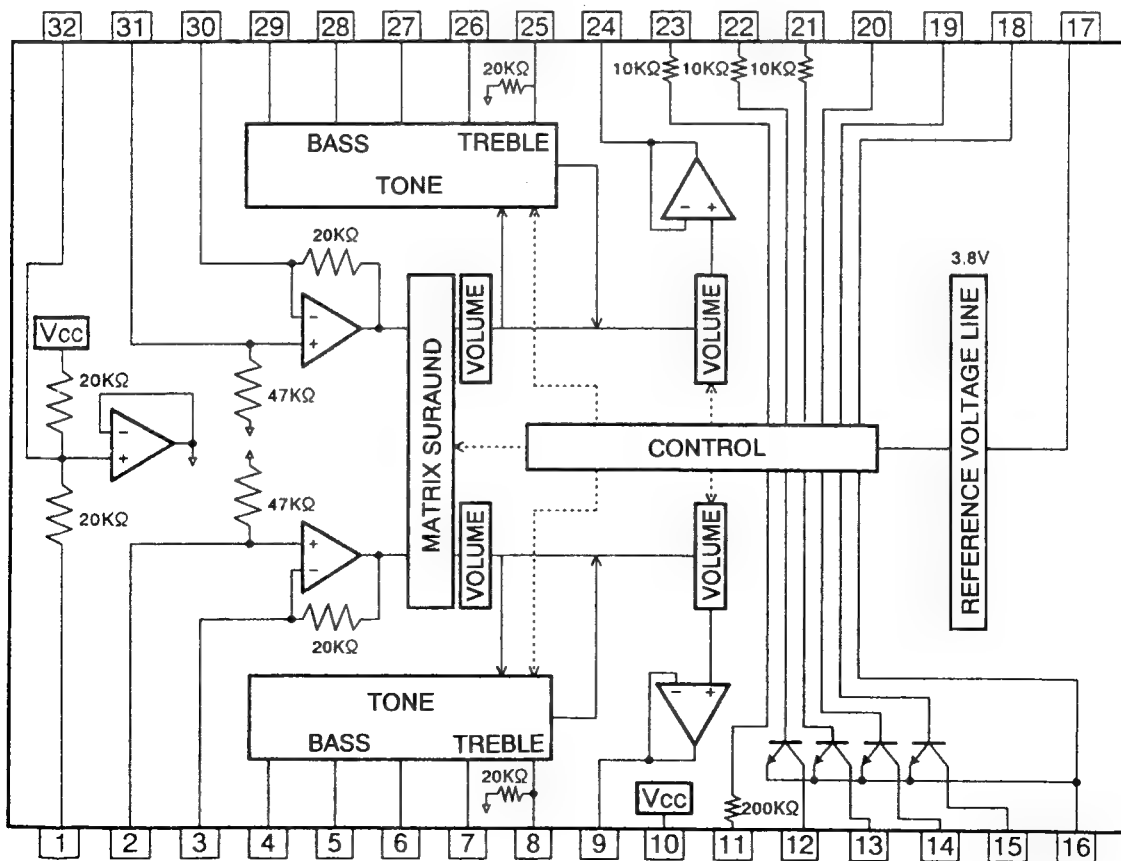 32 31 30 29 28 27 26 25 24 23 22 21 20 19 18 17
20KΩ 10KΩ 10KΩ 10KΩ
BASS TREBLE
TONE
20KΩ
3.8V
VCC
20KΩ
47KΩ
MATRIX SURAUND
VOLUME
VOLUME
REFERENCE VOLTAGE LINE
CONTROL
20KΩ
47KΩ
VOLUME
VOLUME
20KΩ
TONE
BASS TREBLE
20KΩ
VCC
200KΩ
1 2 3 4 5 6 7 8 9 10 11 12 13 14 15 16